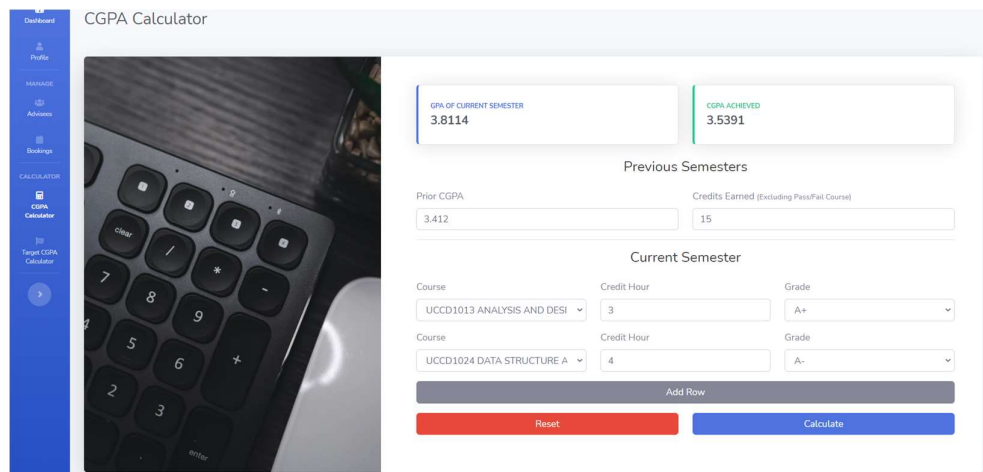 Dashboard
CGPA Calculator
Profile
MANAGE
Advisees
Bookings
CALCULATOR
CGPA
Calculator
Target CGPA
Calculator
GPA OF CURRENT SEMESTER
3.8114
CGPA ACHIEVED
3.5391
Previous Semesters
Prior CGPA
Credits Earned (Excluding Pass/Fail Course)
3.412
15
Current Semester
Course
Credit Hour
Grade
UCCD1013 ANALYSIS AND DESI
3
A+
Course
Credit Hour
Grade
UCCD1024 DATA STRUCTURE A
4
A-
Add Row
Reset
Calculate
clear
/
*
-
7
8
9
4
5
6
+
2
3
enter